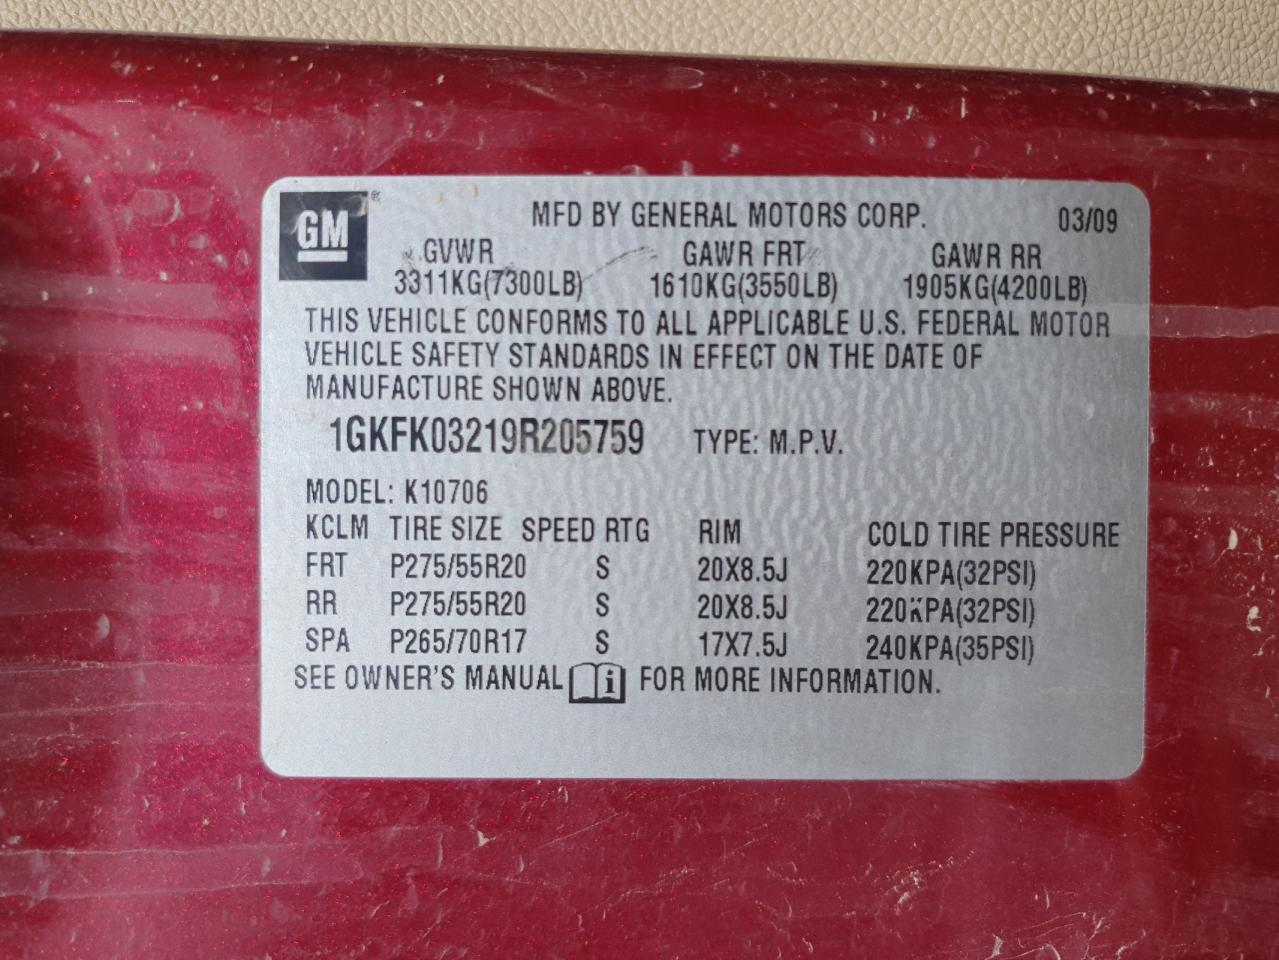 GM ®
MFD BY GENERAL MOTORS CORP. 03/09
GVWR GAWR FRT GAWR RR
3311KG(7300LB) 1610KG(3550LB) 1905KG(4200LB)
THIS VEHICLE CONFORMS TO ALL APPLICABLE U.S. FEDERAL MOTOR
VEHICLE SAFETY STANDARDS IN EFFECT ON THE DATE OF
MANUFACTURE SHOWN ABOVE.
1GKFK03219R205759 TYPE: M.P.V.
MODEL: K10706
KCLM TIRE SIZE SPEED RTG RIM COLD TIRE PRESSURE
FRT P275/55R20 S 20X8.5J 220KPA(32PSI)
RR P275/55R20 S 20X8.5J 220KPA(32PSI)
SPA P265/70R17 S 17X7.5J 240KPA(35PSI)
SEE OWNER'S MANUAL i FOR MORE INFORMATION.